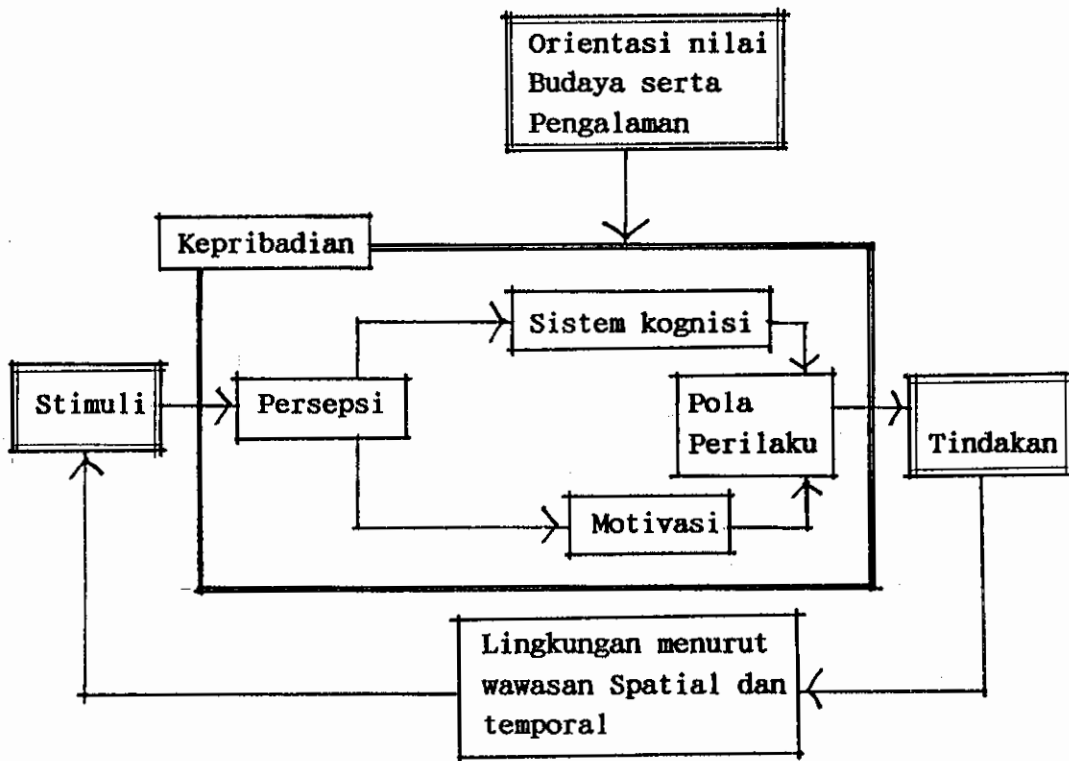 Orientasi nilai
Budaya serta
Pengalaman
Kepribadian
Sistem kognisi
Stimuli
Persepsi
Pola
Perilaku
Tindakan
Motivasi
Lingkungan menurut
wawasan Spatial dan
temporal